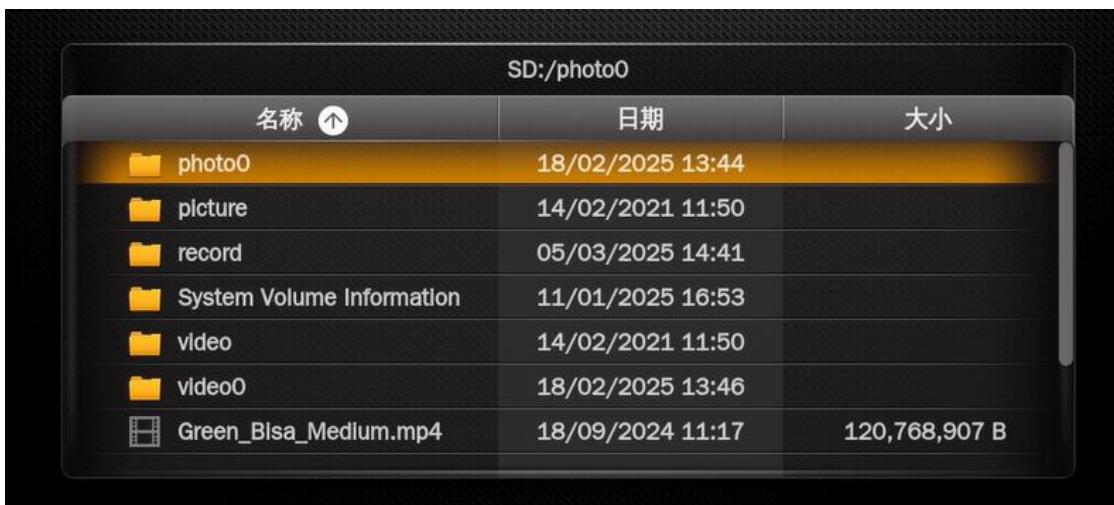 SD:/photo0
名称 日期 大小
photo0 18/02/2025 13:44
picture 14/02/2021 11:50
record 05/03/2025 14:41
System Volume Information 11/01/2025 16:53
video 14/02/2021 11:50
video0 18/02/2025 13:46
Green_Bisa_Medium.mp4 18/09/2024 11:17 120,768,907 B